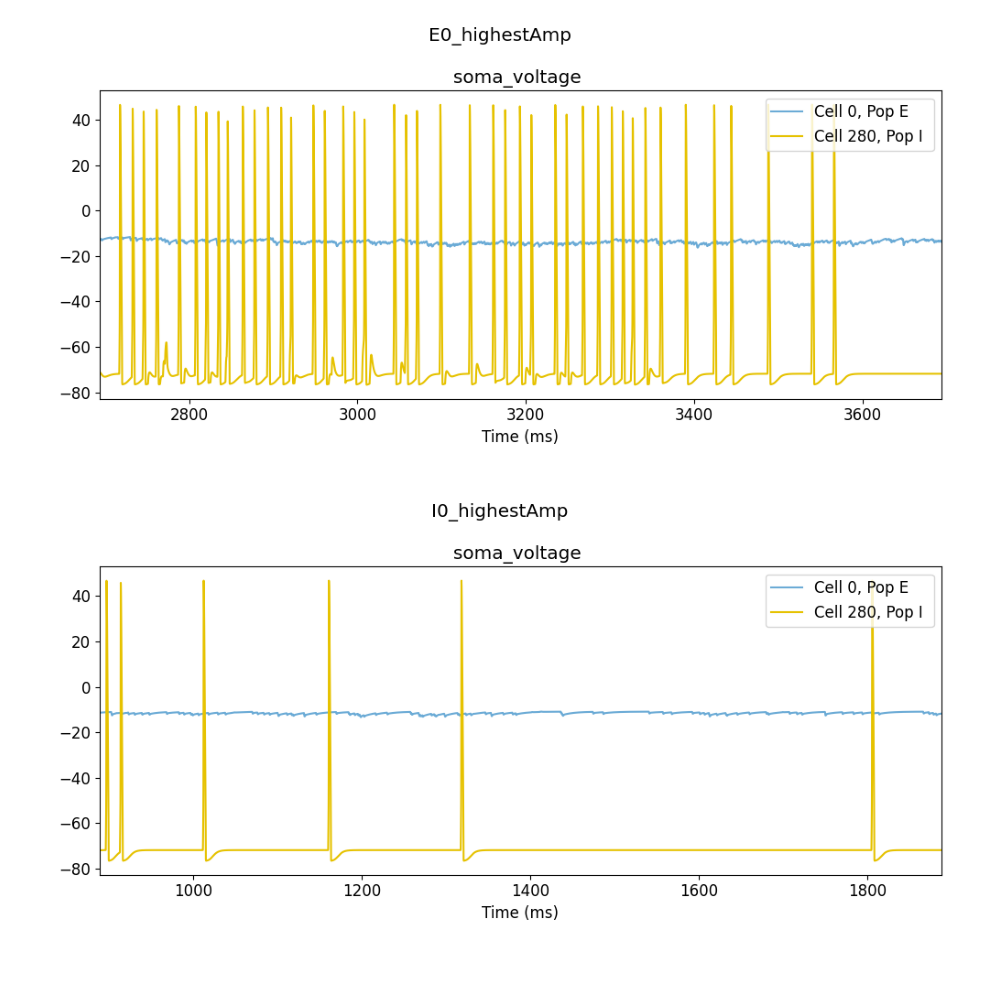 E0_highestAmp
soma_voltage
Cell 0, Pop E
Cell 280, Pop I
40
20
0
−20
−40
−60
−80
2800 3000 3200 3400 3600
Time (ms)
I0_highestAmp
soma_voltage
Cell 0, Pop E
Cell 280, Pop I
40
20
0
−20
−40
−60
−80
1000 1200 1400 1600 1800
Time (ms)